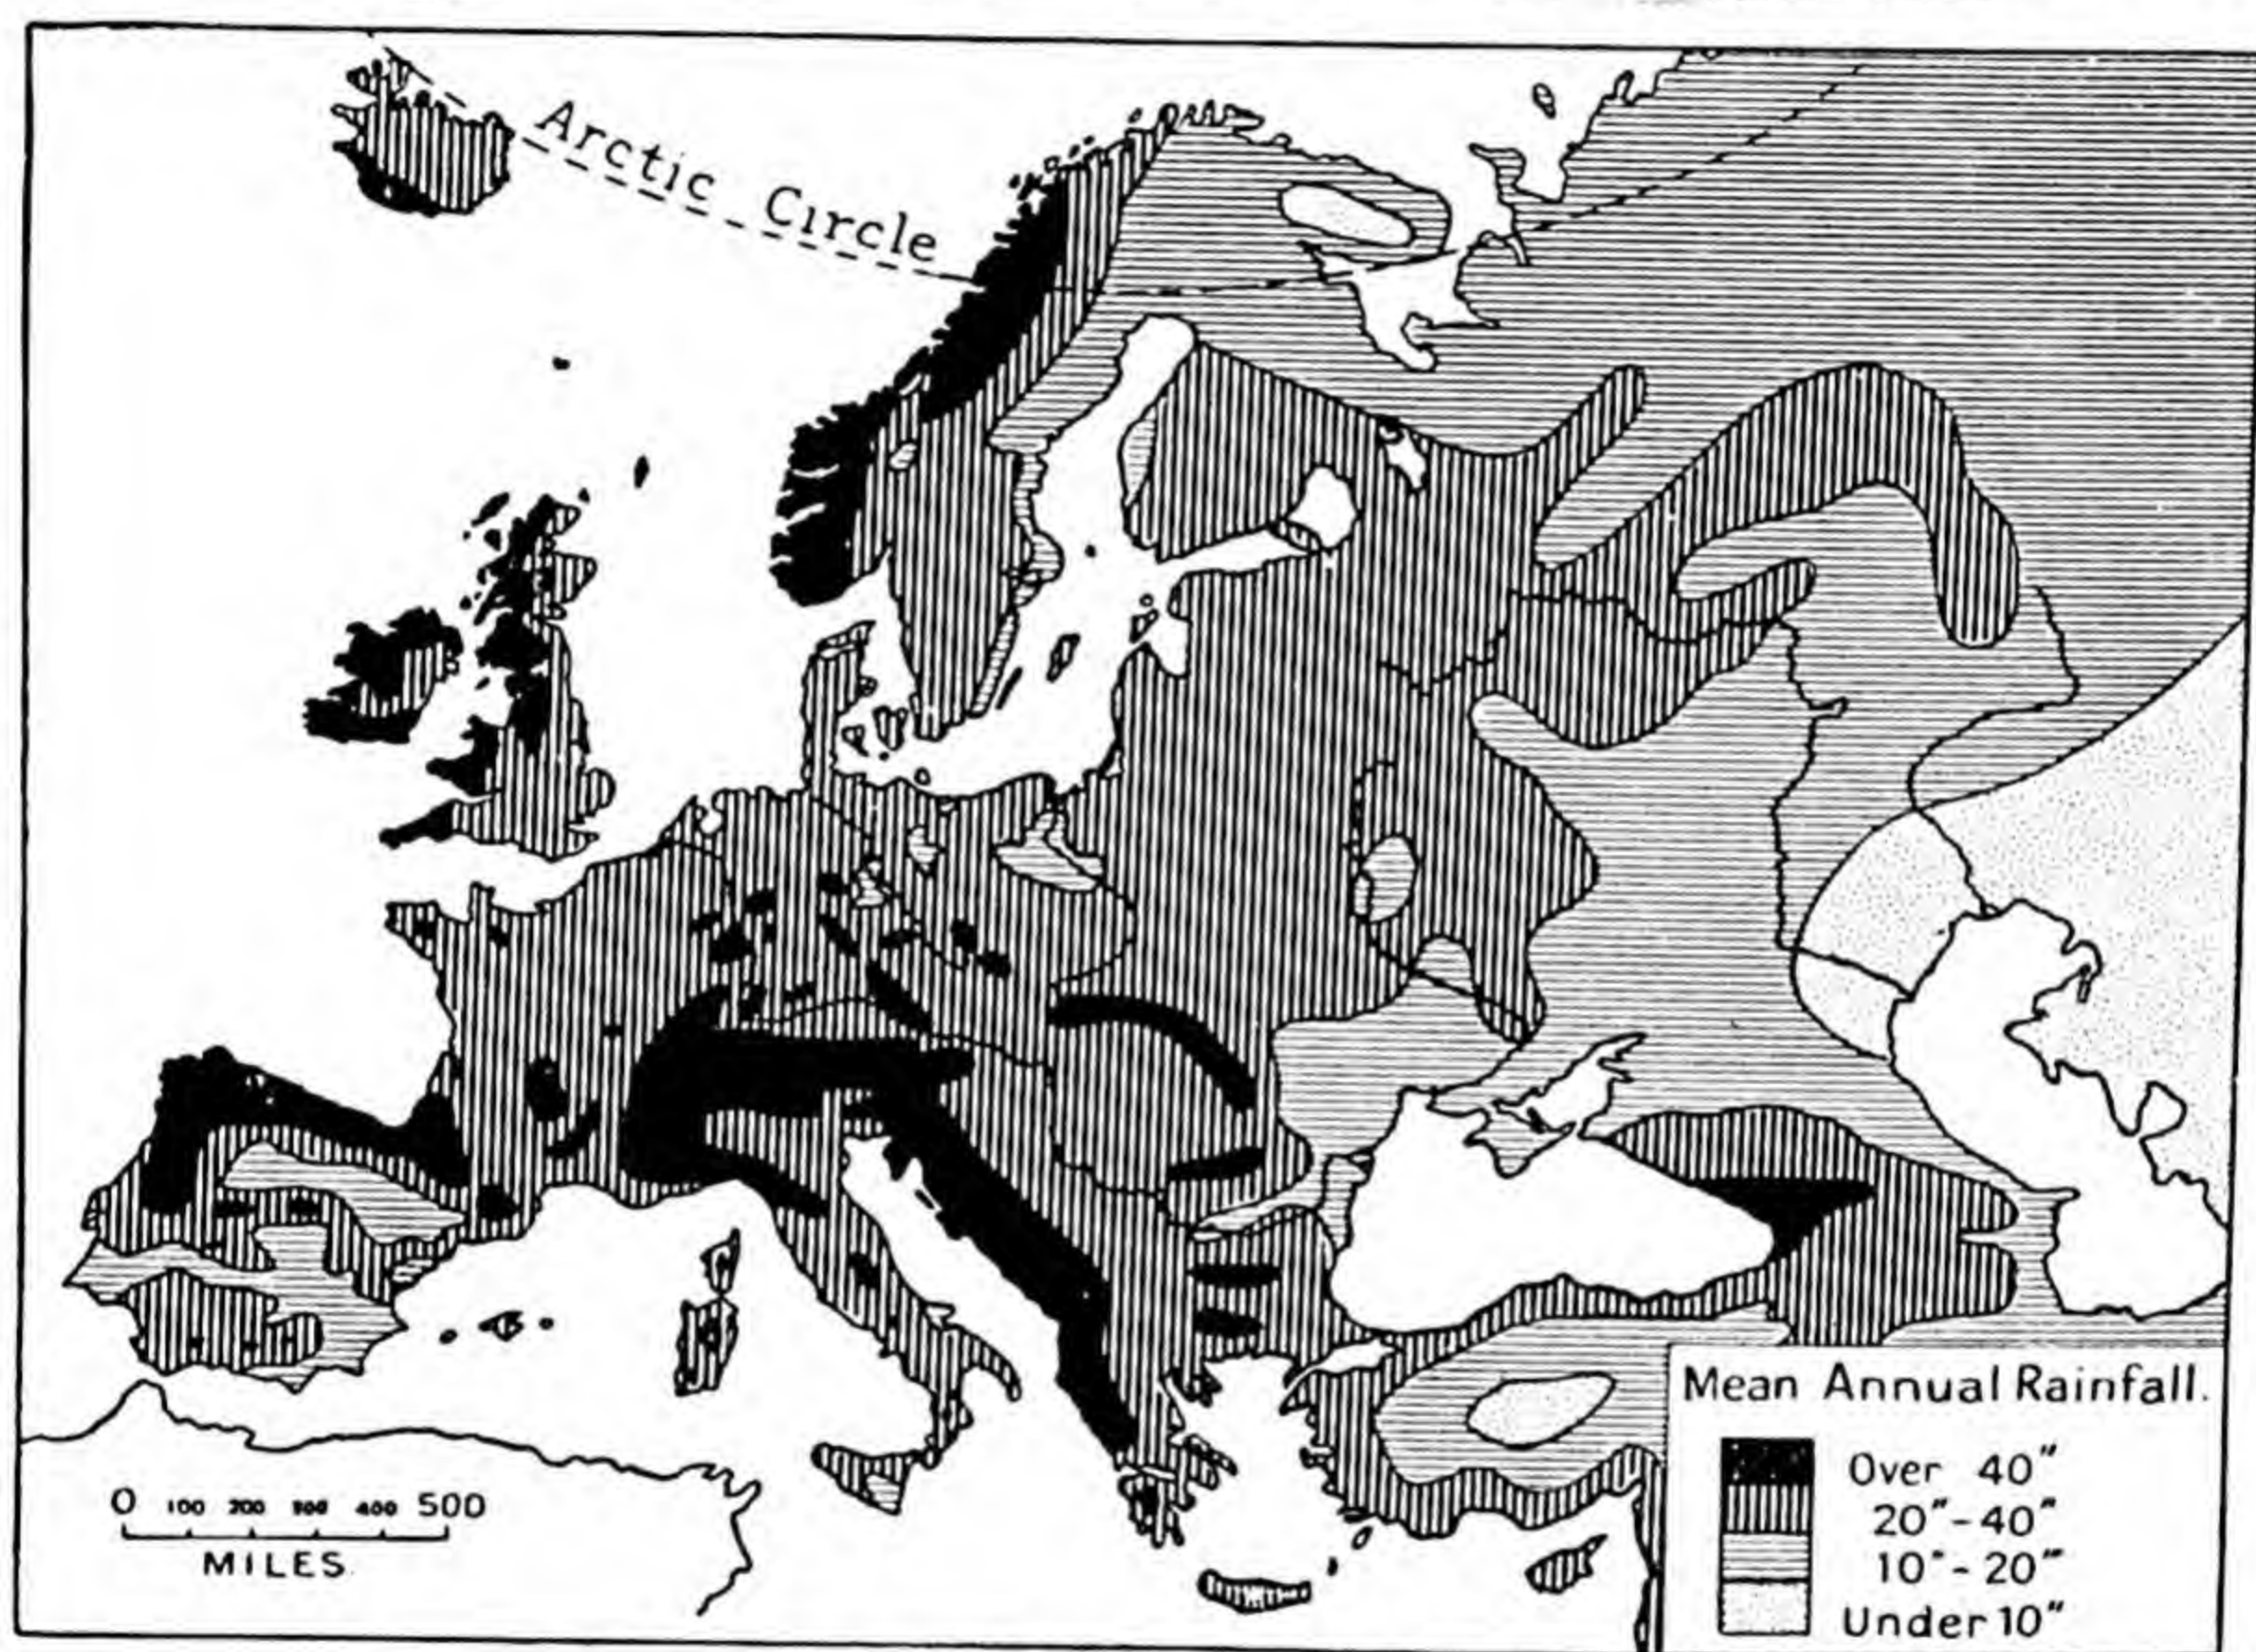 Arctic Circle
Mean Annual Rainfall.
Over 40"
20"-40"
10"-20"
Under 10"
0 100 200 300 400 500
MILES.